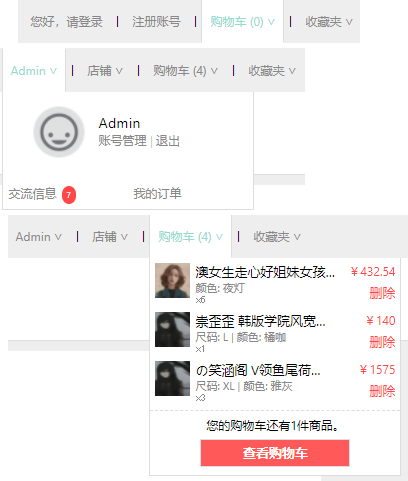 您好，请登录 | 注册账号 | 购物车 (0) ∨ | 收藏夹 ∨
Admin ∨ | 店铺 ∨ | 购物车 (4) ∨ | 收藏夹 ∨
Admin
账号管理 | 退出
交流信息 7 我的订单
Admin ∨ | 店铺 ∨ | 购物车 (4) ∨ | 收藏夹 ∨
澳女生走心好姐妹女孩... ¥ 432.54
颜色: 夜灯 删除
x6
崇歪歪 韩版学院风宽... ¥ 140
尺码: L | 颜色: 橘咖 删除
x1
の笑涵阁 V领鱼尾荷... ¥ 1575
尺码: XL | 颜色: 雅灰 删除
x3
您的购物车还有1件商品。
查看购物车